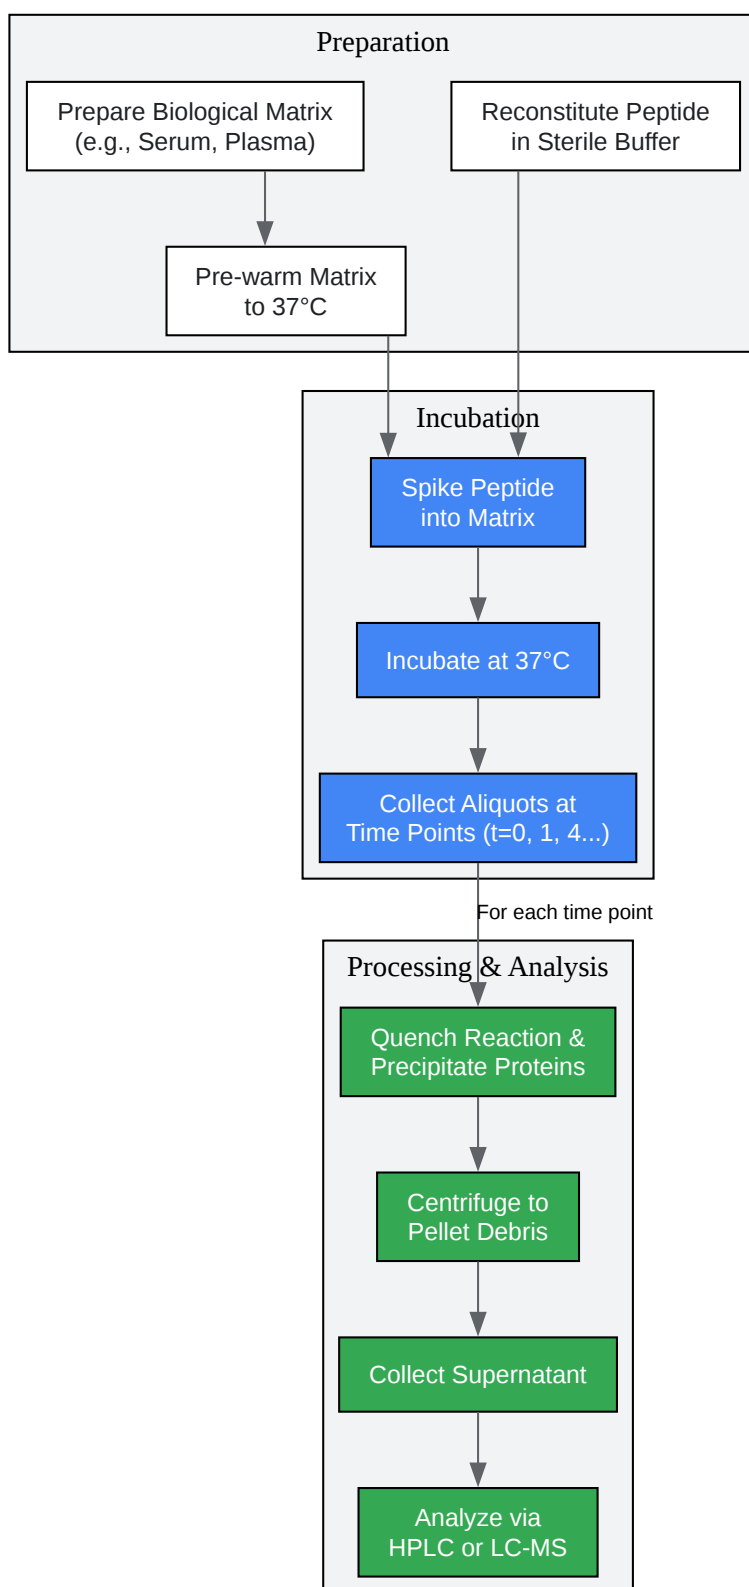 Preparation
Prepare Biological Matrix
(e.g., Serum, Plasma)
Reconstitute Peptide
in Sterile Buffer
Pre-warm Matrix
to 37°C
Incubation
Spike Peptide
into Matrix
Incubate at 37°C
Collect Aliquots at
Time Points (t=0, 1, 4...)
For each time point
Processing & Analysis
Quench Reaction &
Precipitate Proteins
Centrifuge to
Pellet Debris
Collect Supernatant
Analyze via
HPLC or LC-MS